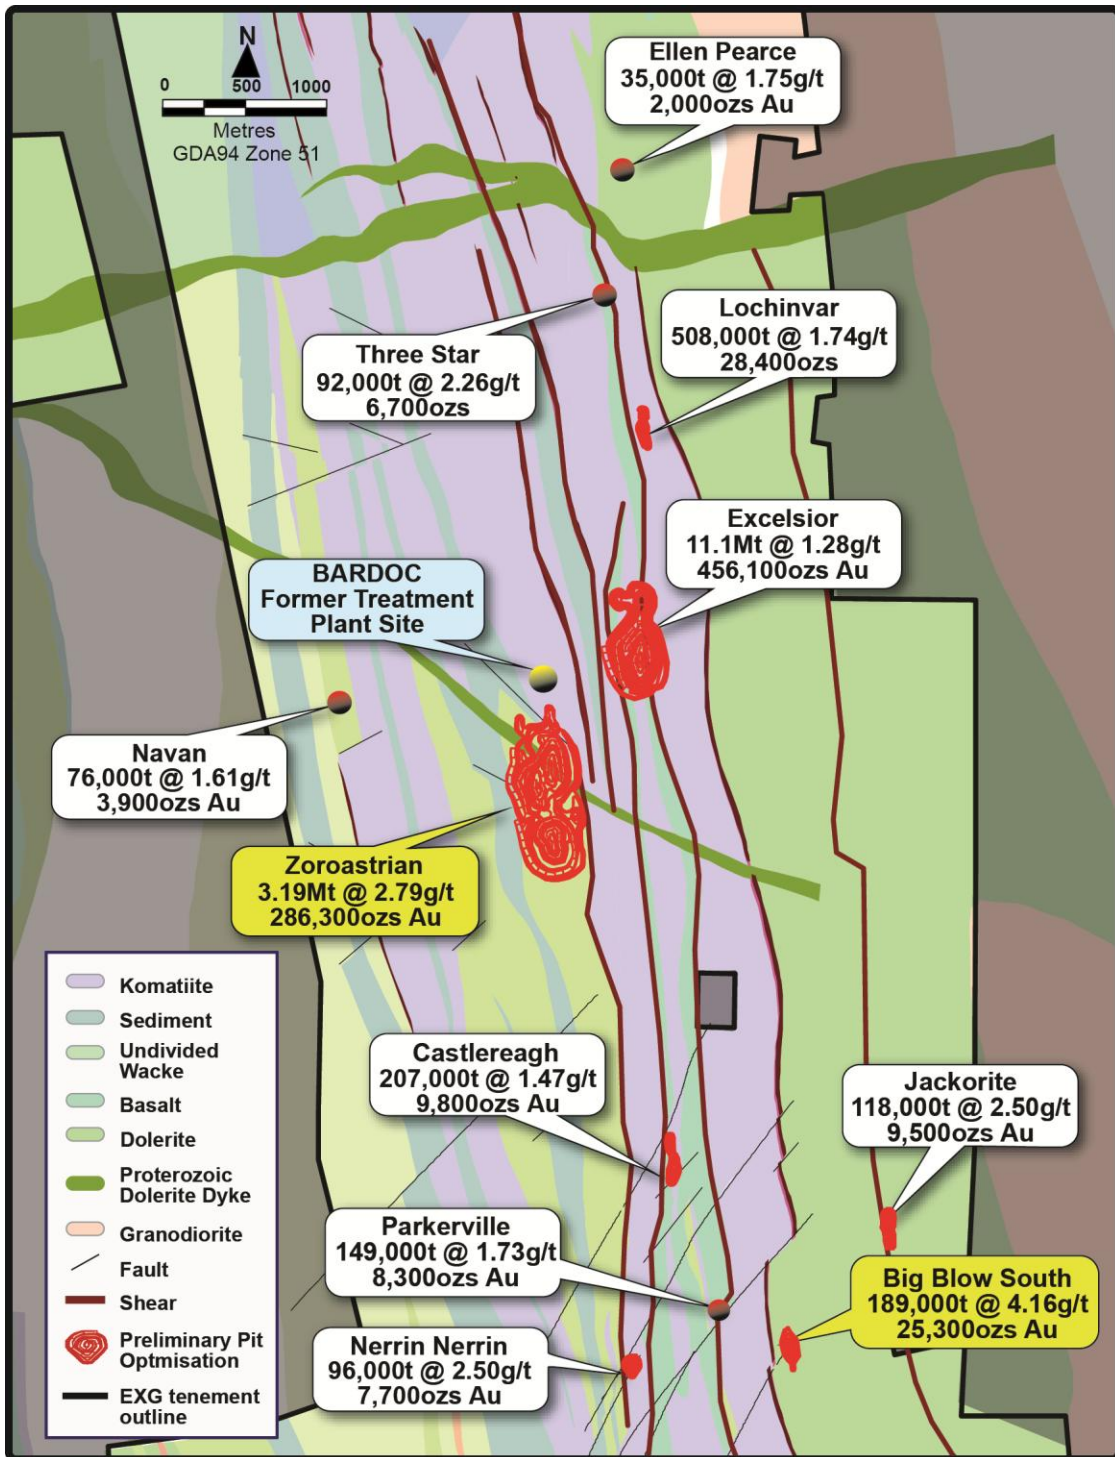 N
0 500 1000
Metres
GDA94 Zone 51
Ellen Pearce
35,000t @ 1.75g/t
2,000ozs Au
Lochinvar
508,000t @ 1.74g/t
28,400ozs
Three Star
92,000t @ 2.26g/t
6,700ozs
Excelsior
11.1Mt @ 1.28g/t
456,100ozs Au
BARDOC
Former Treatment
Plant Site
Navan
76,000t @ 1.61g/t
3,900ozs Au
Zoroastrian
3.19Mt @ 2.79g/t
286,300ozs Au
Castlereagh
207,000t @ 1.47g/t
9,800ozs Au
Jackorite
118,000t @ 2.50g/t
9,500ozs Au
Parkerville
149,000t @ 1.73g/t
8,300ozs Au
Big Blow South
189,000t @ 4.16g/t
25,300ozs Au
Nerrin Nerrin
96,000t @ 2.50g/t
7,700ozs Au
Komatiite
Sediment
Undivided
Wacke
Basalt
Dolerite
Proterozoic
Dolerite Dyke
Granodiorite
Fault
Shear
Preliminary Pit
Optmisation
EXG tenement
outline